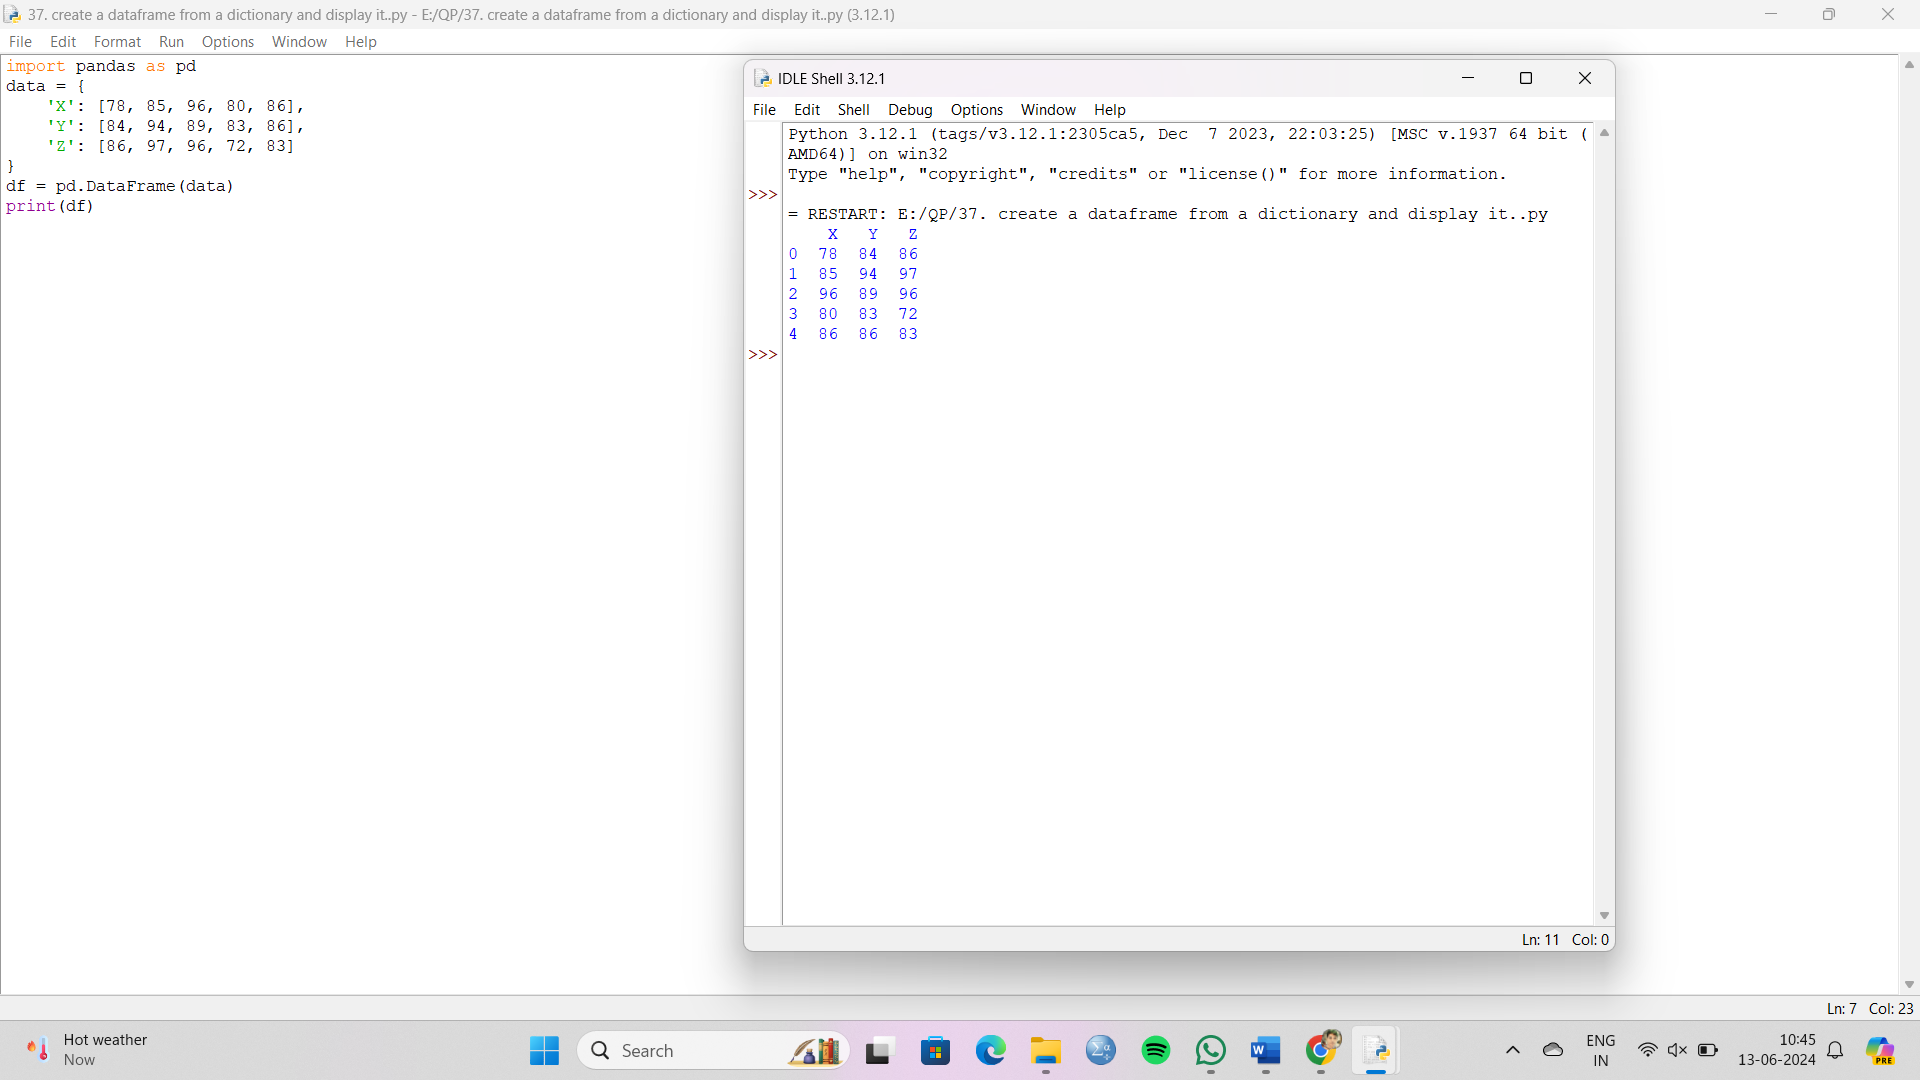 37. create a dataframe from a dictionary and display it..py - E:/QP/37. create a dataframe from a dictionary and display it..py (3.12.1)
File Edit Format Run Options Window Help
import pandas as pd
data = {
    'X': [78, 85, 96, 80, 86],
    'Y': [84, 94, 89, 83, 86],
    'Z': [86, 97, 96, 72, 83]
}
df = pd.DataFrame(data)
print(df)
IDLE Shell 3.12.1
File Edit Shell Debug Options Window Help
Python 3.12.1 (tags/v3.12.1:2305ca5, Dec  7 2023, 22:03:25) [MSC v.1937 64 bit (
AMD64)] on win32
Type "help", "copyright", "credits" or "license()" for more information.
>>>
= RESTART: E:/QP/37. create a dataframe from a dictionary and display it..py
    X   Y   Z
0  78  84  86
1  85  94  97
2  96  89  96
3  80  83  72
4  86  86  83
>>>
Ln: 11 Col: 0
Ln: 7 Col: 23
Hot weather
Now
Search
W
ENG
IN
10:45
13-06-2024
PRE